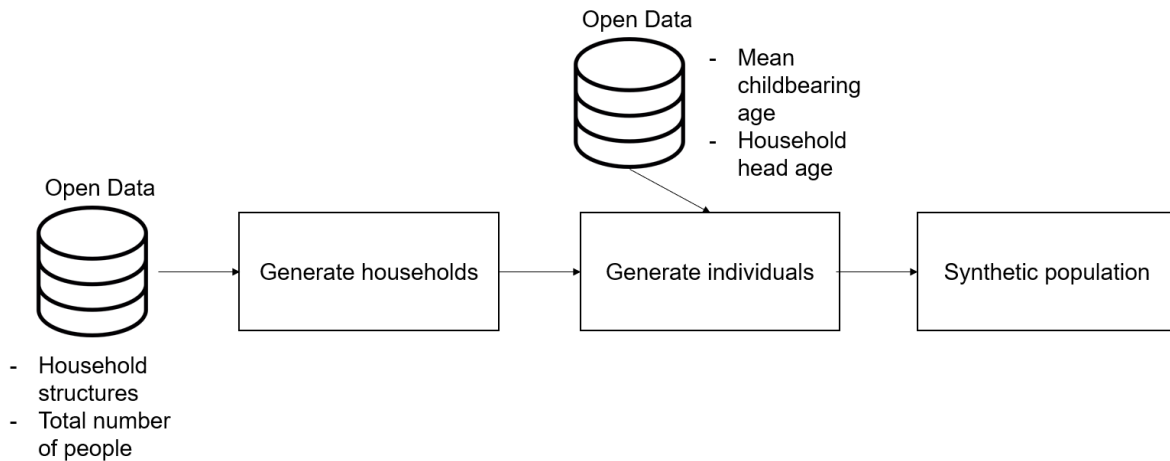 Open Data
- Mean
childbearing
age
- Household
head age
Open Data
- Household
structures
- Total number
of people
Generate households
Generate individuals
Synthetic population